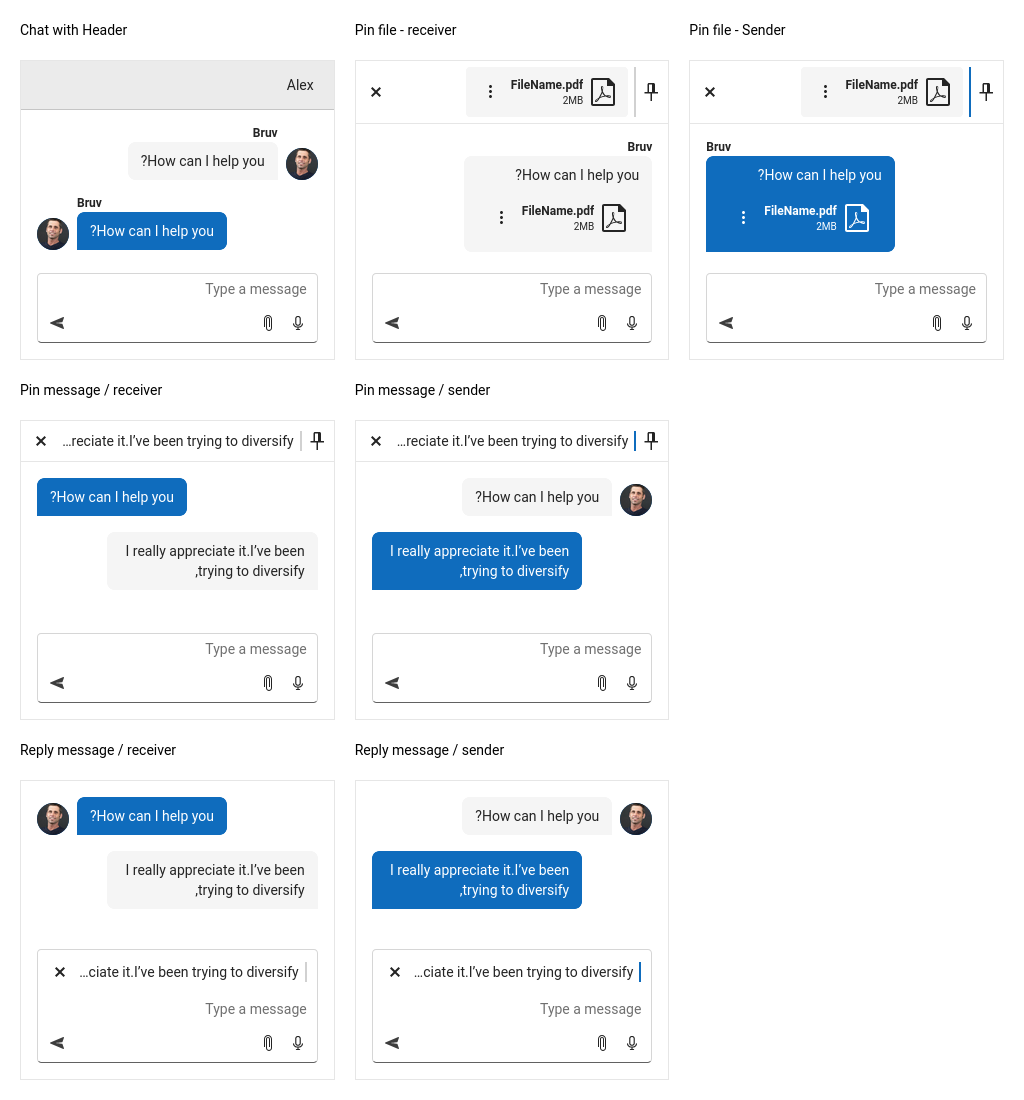 Chat with Header
Alex
Bruv
?How can I help you
Bruv
?How can I help you
Type a message
Pin file - receiver
FileName.pdf
2MB
Bruv
?How can I help you
FileName.pdf
2MB
Type a message
Pin file - Sender
FileName.pdf
2MB
Bruv
?How can I help you
FileName.pdf
2MB
Type a message
Pin message / receiver
...reciate it.I've been trying to diversify
?How can I help you
I really appreciate it.I've been
,trying to diversify
Type a message
Pin message / sender
...reciate it.I've been trying to diversify
?How can I help you
I really appreciate it.I've been
,trying to diversify
Type a message
Reply message / receiver
?How can I help you
I really appreciate it.I've been
,trying to diversify
...ciate it.I've been trying to diversify
Type a message
Reply message / sender
?How can I help you
I really appreciate it.I've been
,trying to diversify
...ciate it.I've been trying to diversify
Type a message